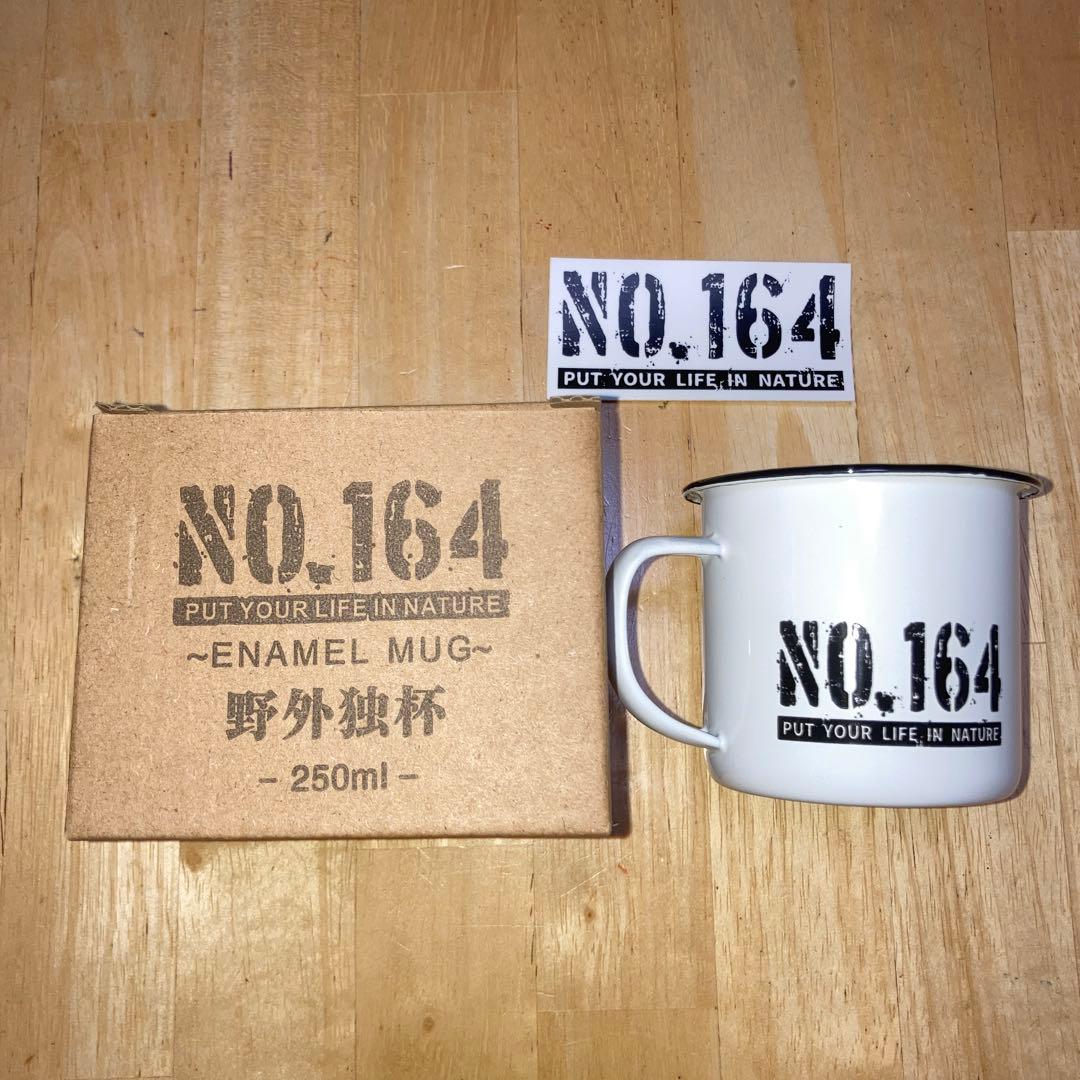 NO.164
PUT YOUR LIFE IN NATURE
NO.164
PUT YOUR LIFE IN NATURE
~ENAMEL MUG~
野外独杯
- 250ml -
NO.164
PUT YOUR LIFE IN NATURE